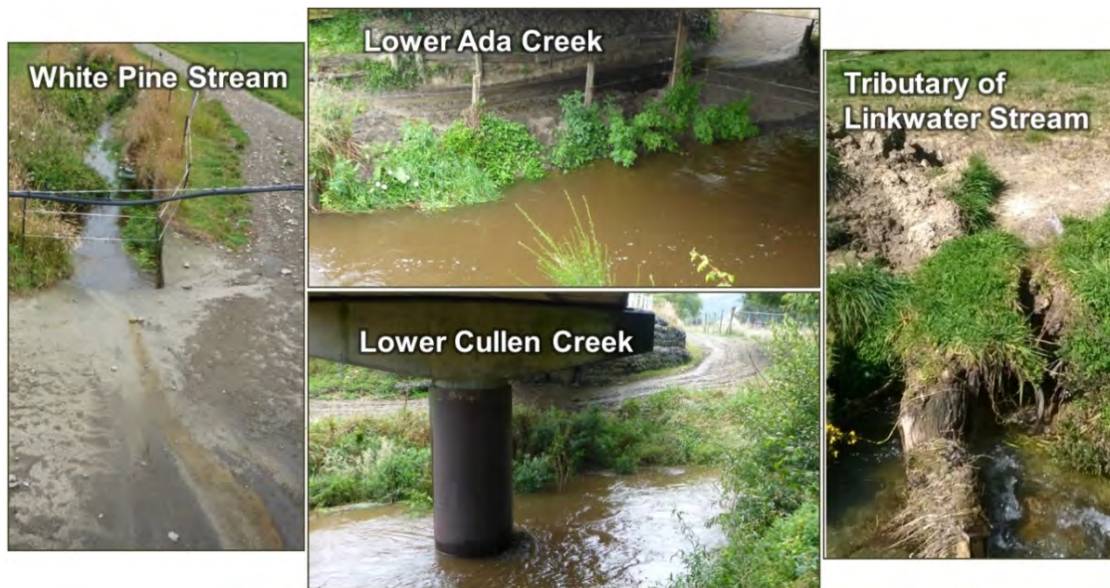 White Pine Stream
Lower Ada Creek
Lower Cullen Creek
Tributary of
Linkwater Stream